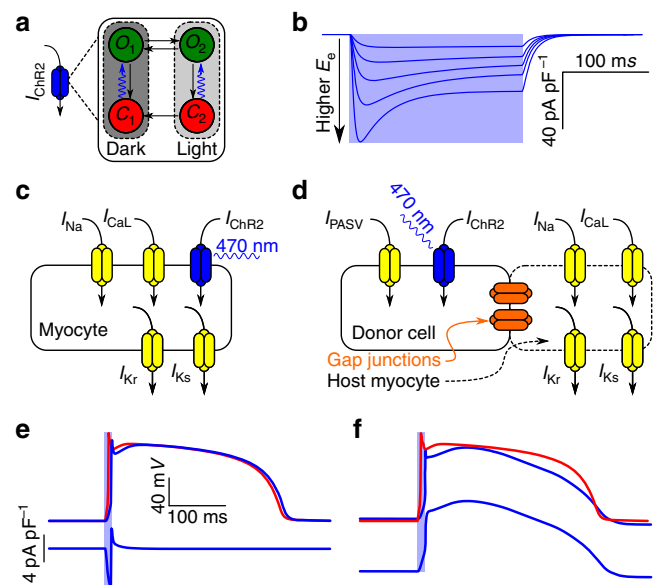 a
I_ChR2
O_1
O_2
C_1
C_2
Dark
Light
b
Higher E_e
100 ms
40 pA pF⁻¹
c
I_Na
I_CaL
I_ChR2
470 nm
Myocyte
I_Kr
I_Ks
d
I_PASV
470 nm
I_ChR2
I_Na
I_CaL
Donor cell
Gap junctions
Host myocyte
I_Kr
I_Ks
e
40 mV
100 ms
4 pA pF⁻¹
f